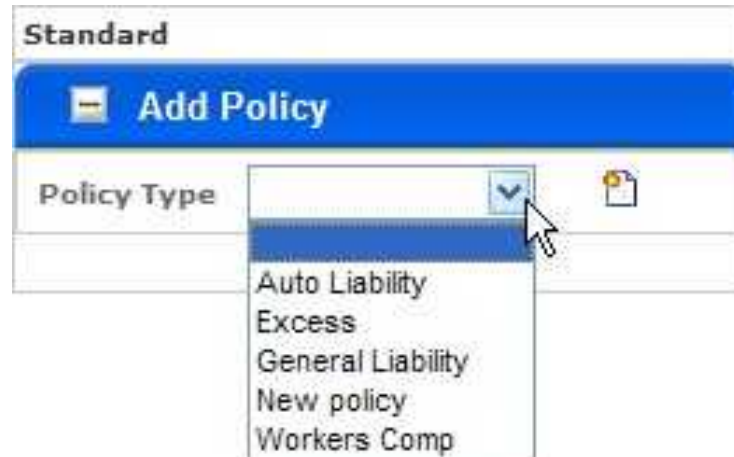 Standard
Add Policy
Policy Type
Auto Liability
Excess
General Liability
New policy
Workers Comp